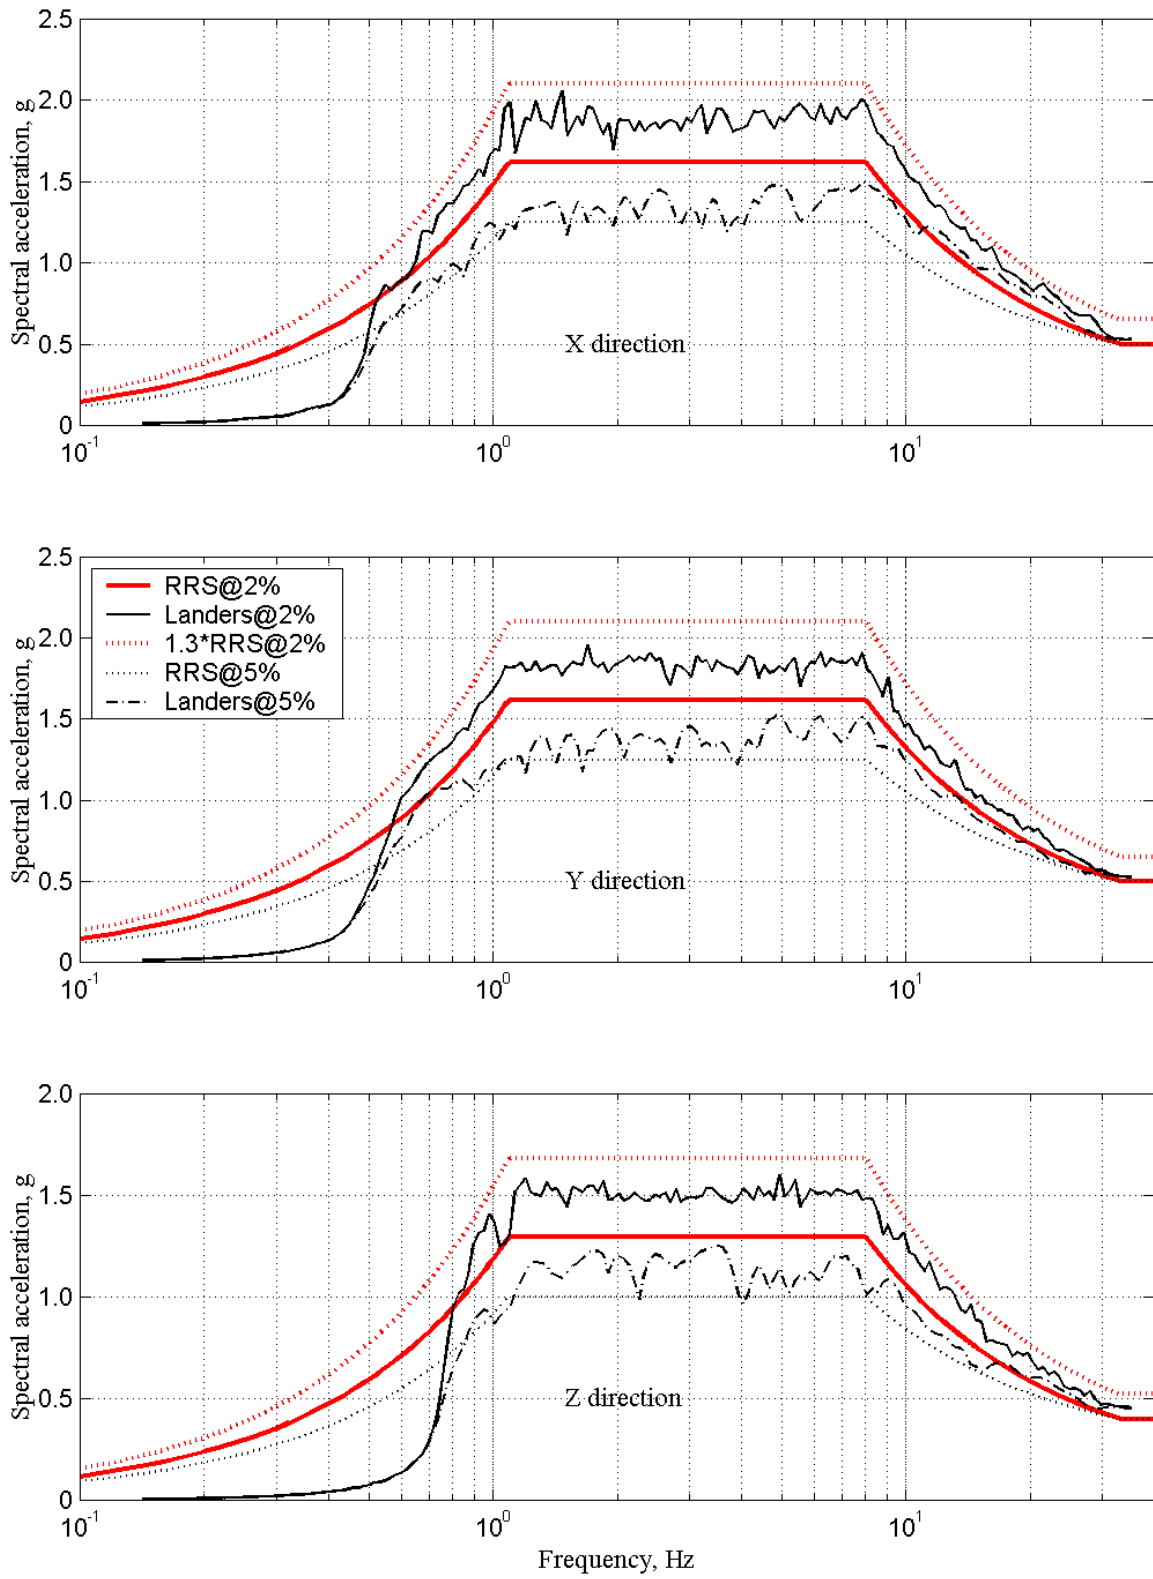 2.5
2.0
1.5
1.0
0.5
0
Spectral acceleration, g
X direction
10^-1
10^0
10^1
2.5
2.0
1.5
1.0
0.5
0
Spectral acceleration, g
RRS@2%
Landers@2%
1.3*RRS@2%
RRS@5%
Landers@5%
Y direction
10^-1
10^0
10^1
2.0
1.5
1.0
0.5
0
Spectral acceleration, g
Z direction
10^-1
10^0
10^1
Frequency, Hz